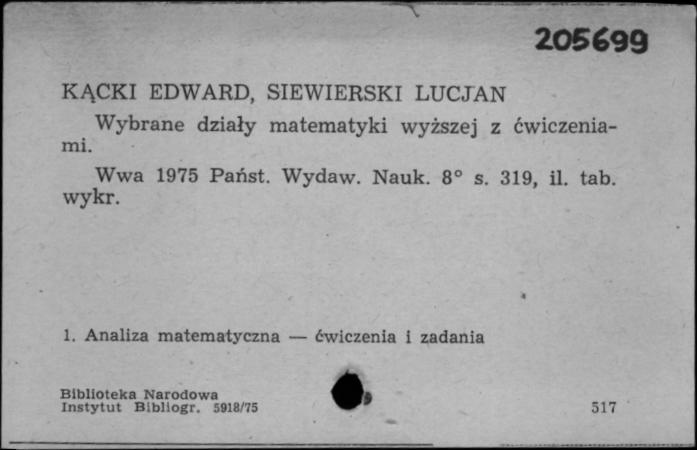 205699
KĄCKI EDWARD, SIEWIERSKI LUCJAN
Wybrane działy matematyki wyższej z ćwiczenia-
mi.
Wwa 1975 Państ. Wydaw. Nauk. 8° s. 319, il. tab.
wykr.
1. Analiza matematyczna — ćwiczenia i zadania
Biblioteka Narodowa
Instytut Bibliogr. 5918/75
517